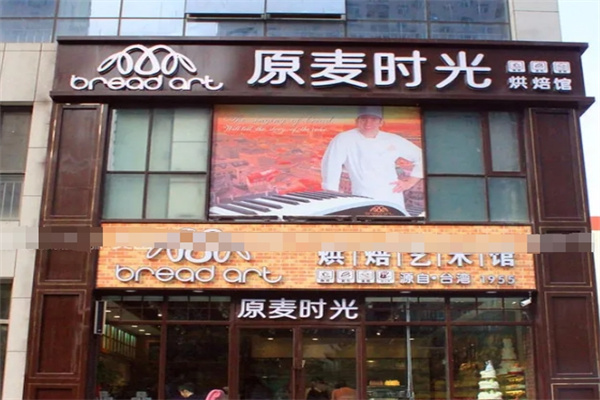 bread art
原麦时光
烘焙馆
bread art
烘|焙|艺|术|馆
源自·台湾 1955
原麦时光